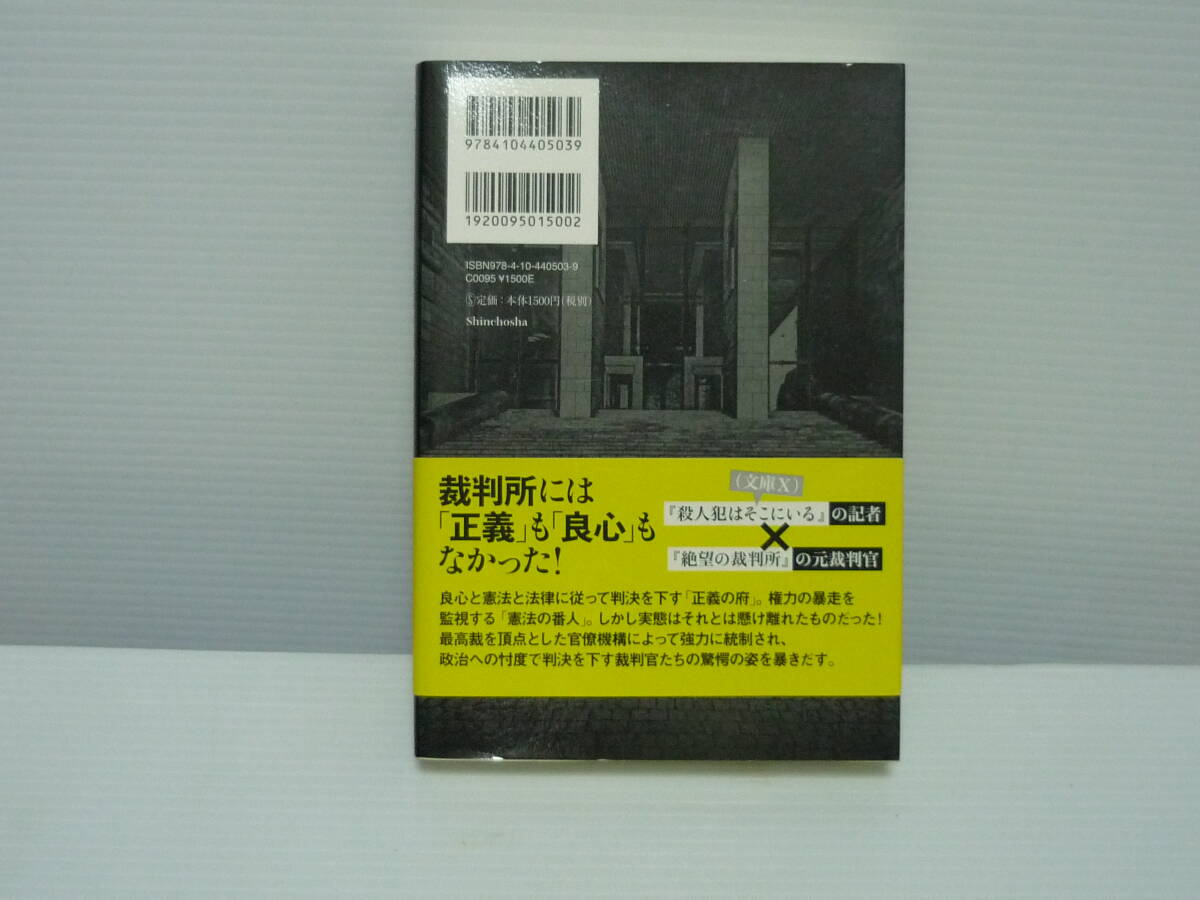 9784104405039
1920095015002
ISBN978-4-10-440503-9
C0095 ¥1500E
Ⓢ定価：本体1500円（税別）
Shinchosha
裁判所には
「正義」も「良心」も
なかった！
（文庫X）
『殺人犯はそこにいる』の記者
×
『絶望の裁判所』の元裁判官
良心と憲法と法律に従って判決を下す「正義の府」。権力の暴走を
監視する「憲法の番人」。しかし実態はそれとは懸け離れたものだった！
最高裁を頂点とした官僚機構によって強力に統制され、
政治への忖度で判決を下す裁判官たちの驚愕の姿を暴きだす。